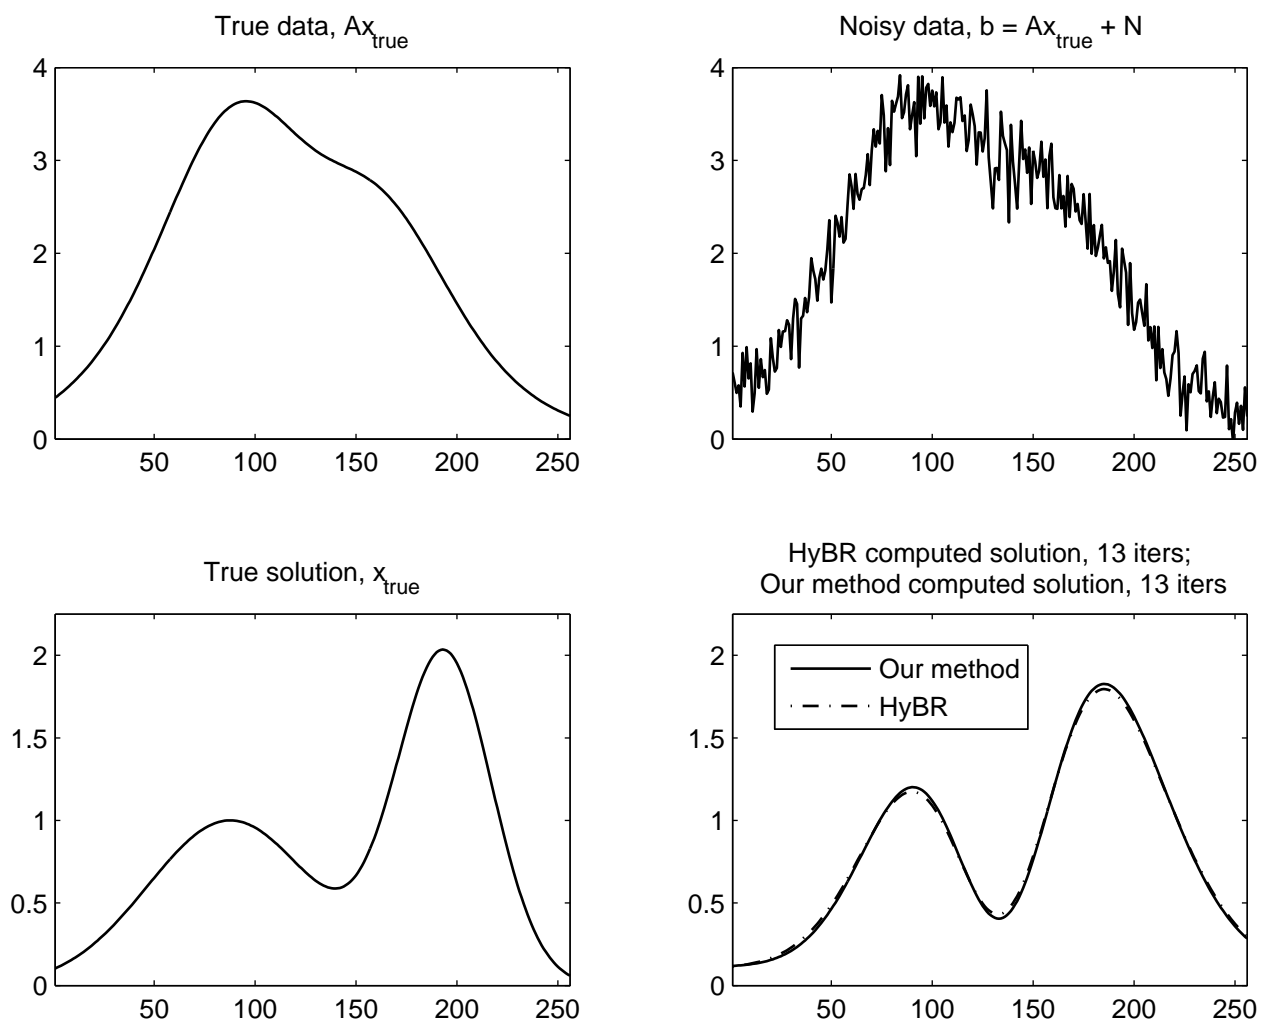 True data, Ax_true
4
3
2
1
0
50 100 150 200 250
Noisy data, b = Ax_true + N
4
3
2
1
0
50 100 150 200 250
True solution, x_true
2
1.5
1
0.5
0
50 100 150 200 250
HyBR computed solution, 13 iters;
Our method computed solution, 13 iters
2
1.5
1
0.5
0
Our method
HyBR
50 100 150 200 250